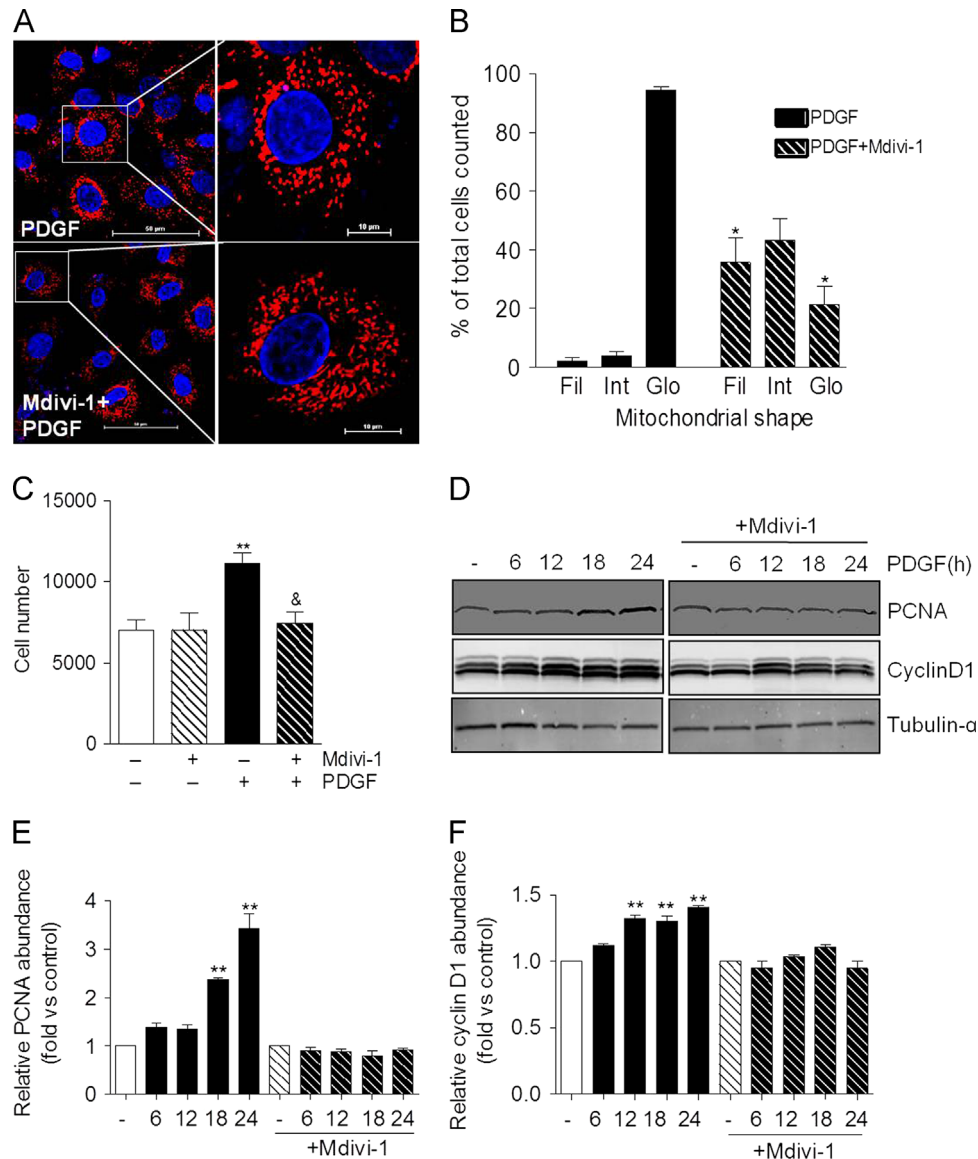 A
PDGF
50 µm
10 µm
Mdivi-1+
PDGF
10 µm
B
% of total cells counted
100
80
60
40
20
0
PDGF
PDGF+Mdivi-1
*
*
Fil Int Glo Fil Int Glo
Mitochondrial shape
C
Cell number
15000
10000
5000
0
**
&
– + – + Mdivi-1
– – + + PDGF
D
+Mdivi-1
- 6 12 18 24 - 6 12 18 24 PDGF(h)
PCNA
CyclinD1
Tubulin-α
E
Relative PCNA abundance
(fold vs control)
4
3
2
1
0
**
**
- 6 12 18 24 - 6 12 18 24
+Mdivi-1
F
Relative cyclin D1 abundance
(fold vs control)
1.5
1.0
0.5
0.0
** ** **
- 6 12 18 24 - 6 12 18 24
+Mdivi-1